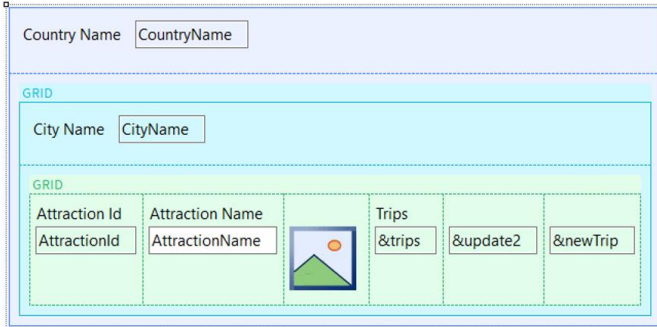 Country Name CountryName
GRID
City Name CityName
GRID
Attraction Id Attraction Name Trips
AttractionId AttractionName &trips &update2 &newTrip